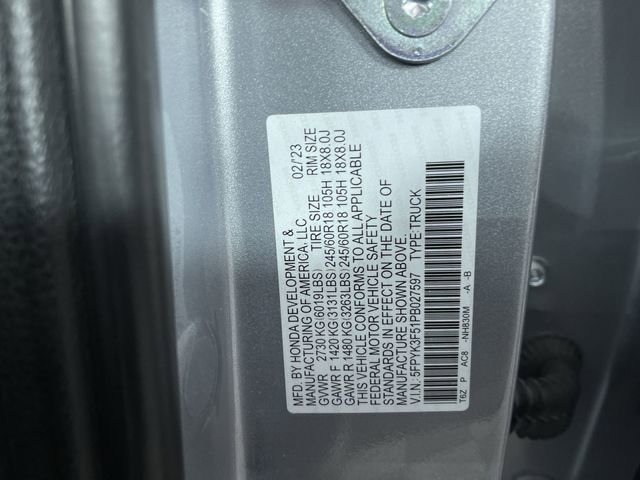 MFD. BY HONDA DEVELOPMENT &
MANUFACTURING OF AMERICA, LLC 02/'23
TIRE SIZE RIM SIZE
GVWR 2730 KG(6019LBS)
GAWR F 1420 KG(3131LBS) 245/60R18 105H 18X8.0J
GAWR R 1480 KG(3263LBS) 245/60R18 105H 18X8.0J
THIS VEHICLE CONFORMS TO ALL APPLICABLE
FEDERAL MOTOR VEHICLE SAFETY
STANDARDS IN EFFECT ON THE DATE OF
MANUFACTURE SHOWN ABOVE.
V.I.N.: 5FPYK3F51PB027597 TYPE:TRUCK
T6Z P AC8 -NH830M -A -B